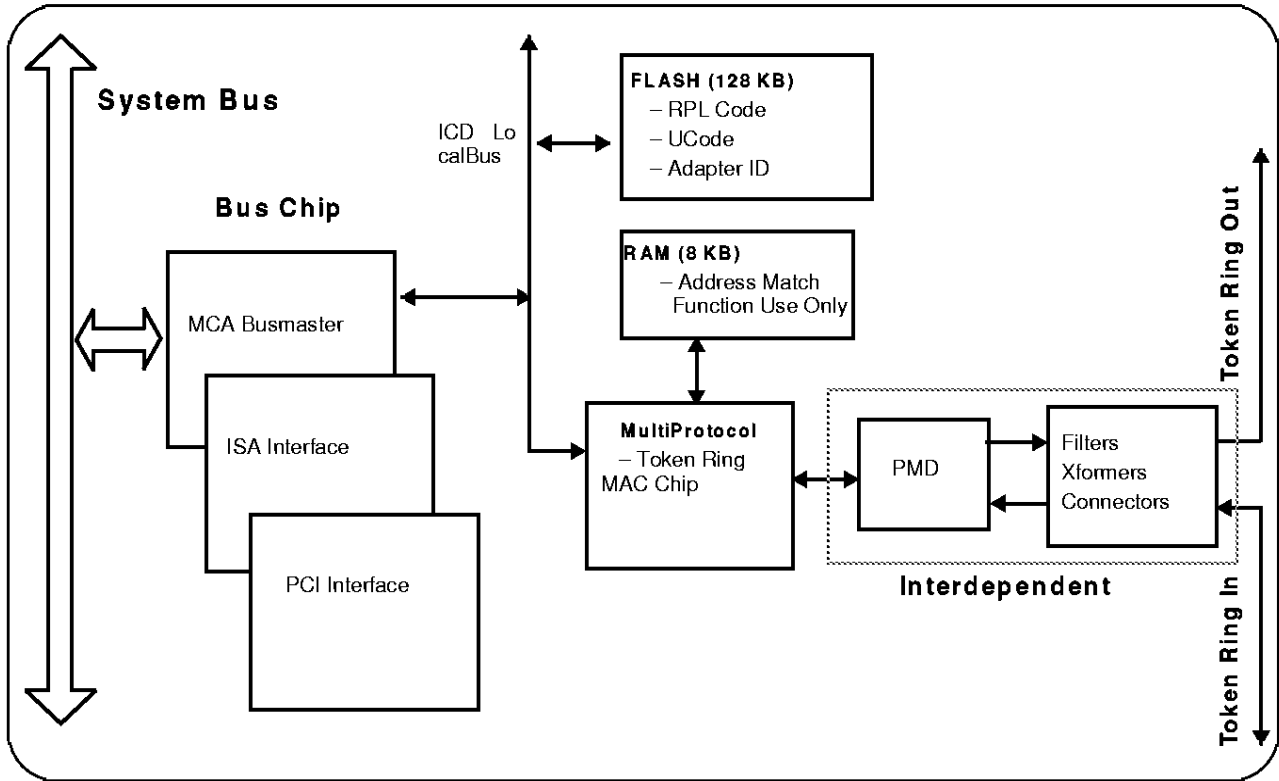 System Bus
Bus Chip
MCA Busmaster
ISA Interface
PCI Interface
ICD Lo
calBus
FLASH (128 KB)
– RPL Code
– UCode
– Adapter ID
RAM (8 KB)
– Address Match
Function Use Only
MultiProtocol
– Token Ring
MAC Chip
PMD
Filters
Xformers
Connectors
Interdependent
Token Ring Out
Token Ring In